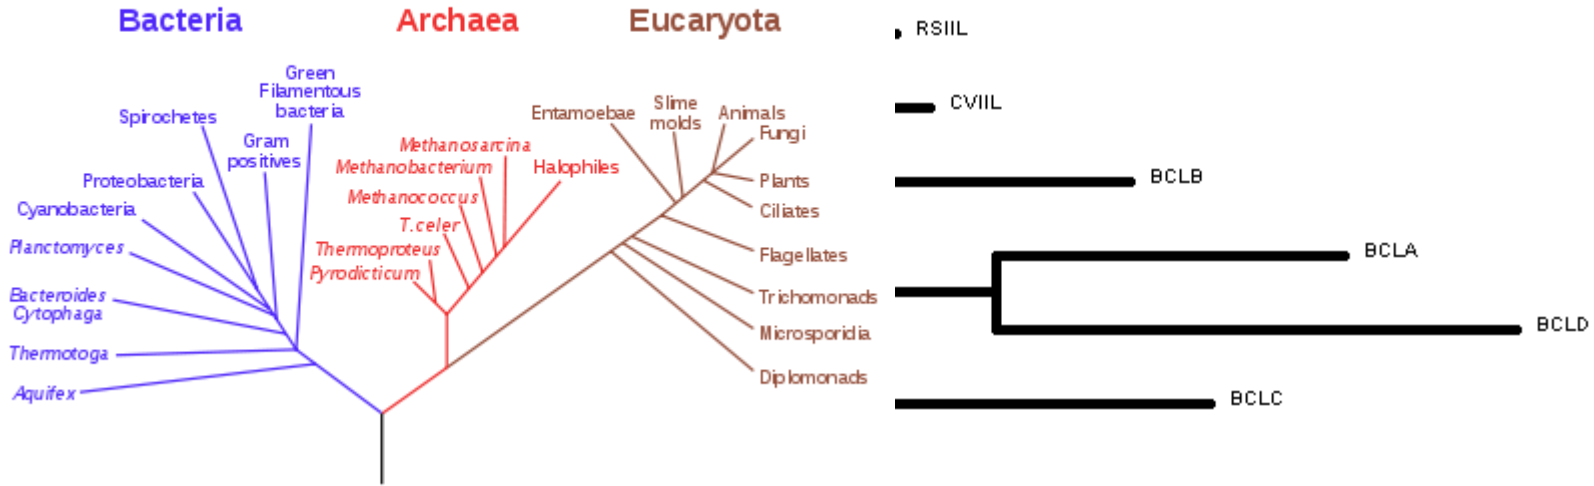 Bacteria
Archaea
Eucaryota
Green
Filamentous
bacteria
Spirochetes
Gram
positives
Proteobacteria
Cyanobacteria
Planctomyces
Bacteroides
Cytophaga
Thermotoga
Aquifex
Methanosarcina
Methanobacterium
Halophiles
Methanococcus
T.celer
Thermoproteus
Pyrodicticum
Entamoebae
Slime
molds
Animals
Fungi
Plants
Ciliates
Flagellates
Trichomonads
Microsporidia
Diplomonads
RSIIL
CVIIL
BCLB
BCLA
BCLD
BCLC